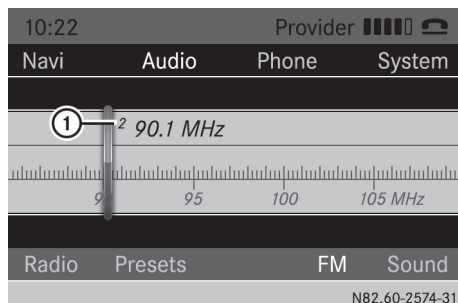 10:22 Provider
Navi Audio Phone System
1 2 90.1 MHz
95 100 105 MHz
Radio Presets FM Sound
N82.60-2574-31